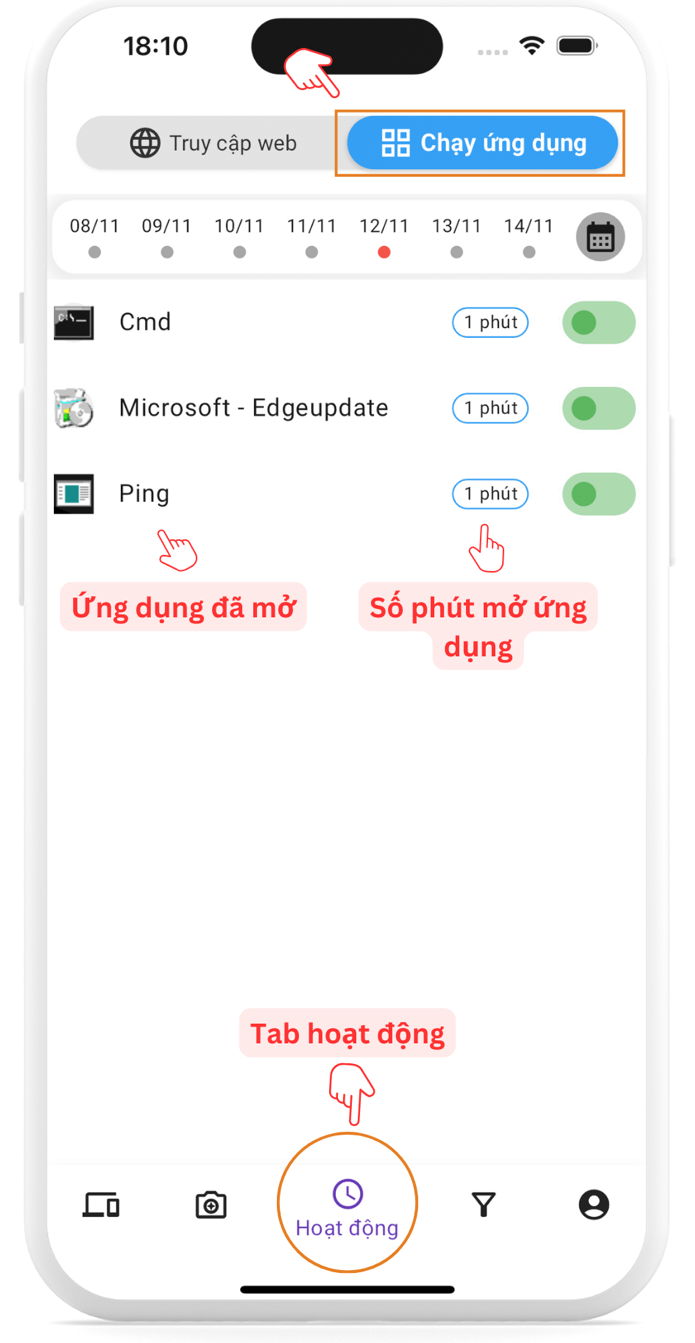 18:10
Truy cập web
Chạy ứng dụng
08/11 09/11 10/11 11/11 12/11 13/11 14/11
Cmd 1 phút
Microsoft - Edgeupdate 1 phút
Ping 1 phút
Ứng dụng đã mở
Số phút mở ứng
dụng
Tab hoạt động
Hoạt động